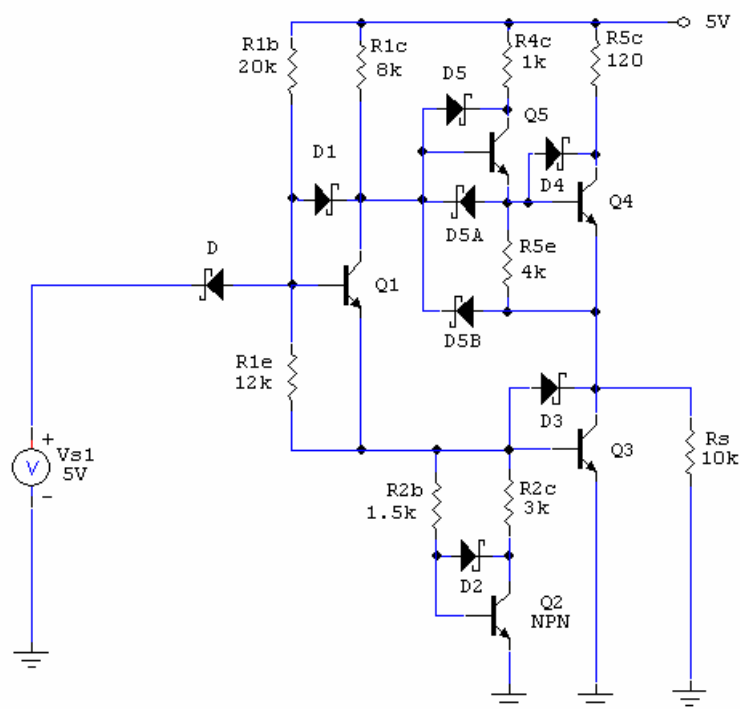 5V
R1b
20k
R1c
8k
R4c
1k
R5c
120
D5
Q5
D1
D4
Q4
D5A
D
Q1
R5e
4k
D5B
R1e
12k
D3
Q3
Rs
10k
+
Vs1
V
5V
-
R2b
1.5k
R2c
3k
D2
Q2
NPN